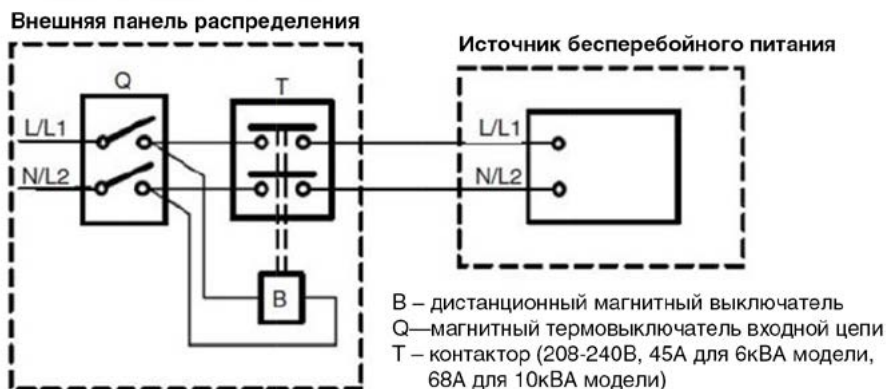 Внешняя панель распределения
Источник бесперебойного питания
Q
T
L/L1
L/L1
N/L2
N/L2
B
B – дистанционный магнитный выключатель
Q—магнитный термовыключатель входной цепи
T – контактор (208-240В, 45А для 6кВА модели,
68А для 10кВА модели)